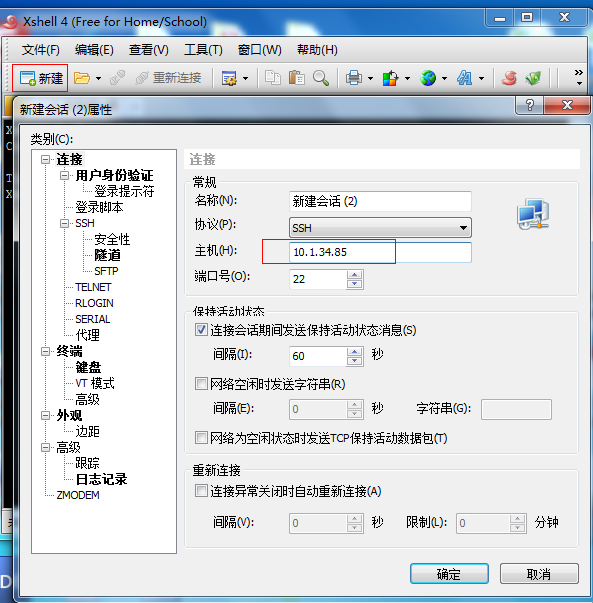 Xshell 4 (Free for Home/School)
文件(F) 编辑(E) 查看(V) 工具(T) 窗口(W) 帮助(H)
新建 重新连接
新建会话 (2)属性
类别(C):
连接
用户身份验证
登录提示符
登录脚本
SSH
安全性
隧道
SFTP
TELNET
RLOGIN
SERIAL
代理
终端
键盘
VT 模式
高级
外观
边距
高级
跟踪
日志记录
ZMODEM
连接
常规
名称(N): 新建会话 (2)
协议(P): SSH
主机(H): 10.1.34.85
端口号(O): 22
保持活动状态
连接会话期间发送保持活动状态消息(S)
间隔(I): 60 秒
网络空闲时发送字符串(R)
间隔(E): 0 秒 字符串(G):
网络为空闲状态时发送TCP保持活动数据包(T)
重新连接
连接异常关闭时自动重新连接(A)
间隔(V): 0 秒 限制(L): 0 分钟
确定 取消